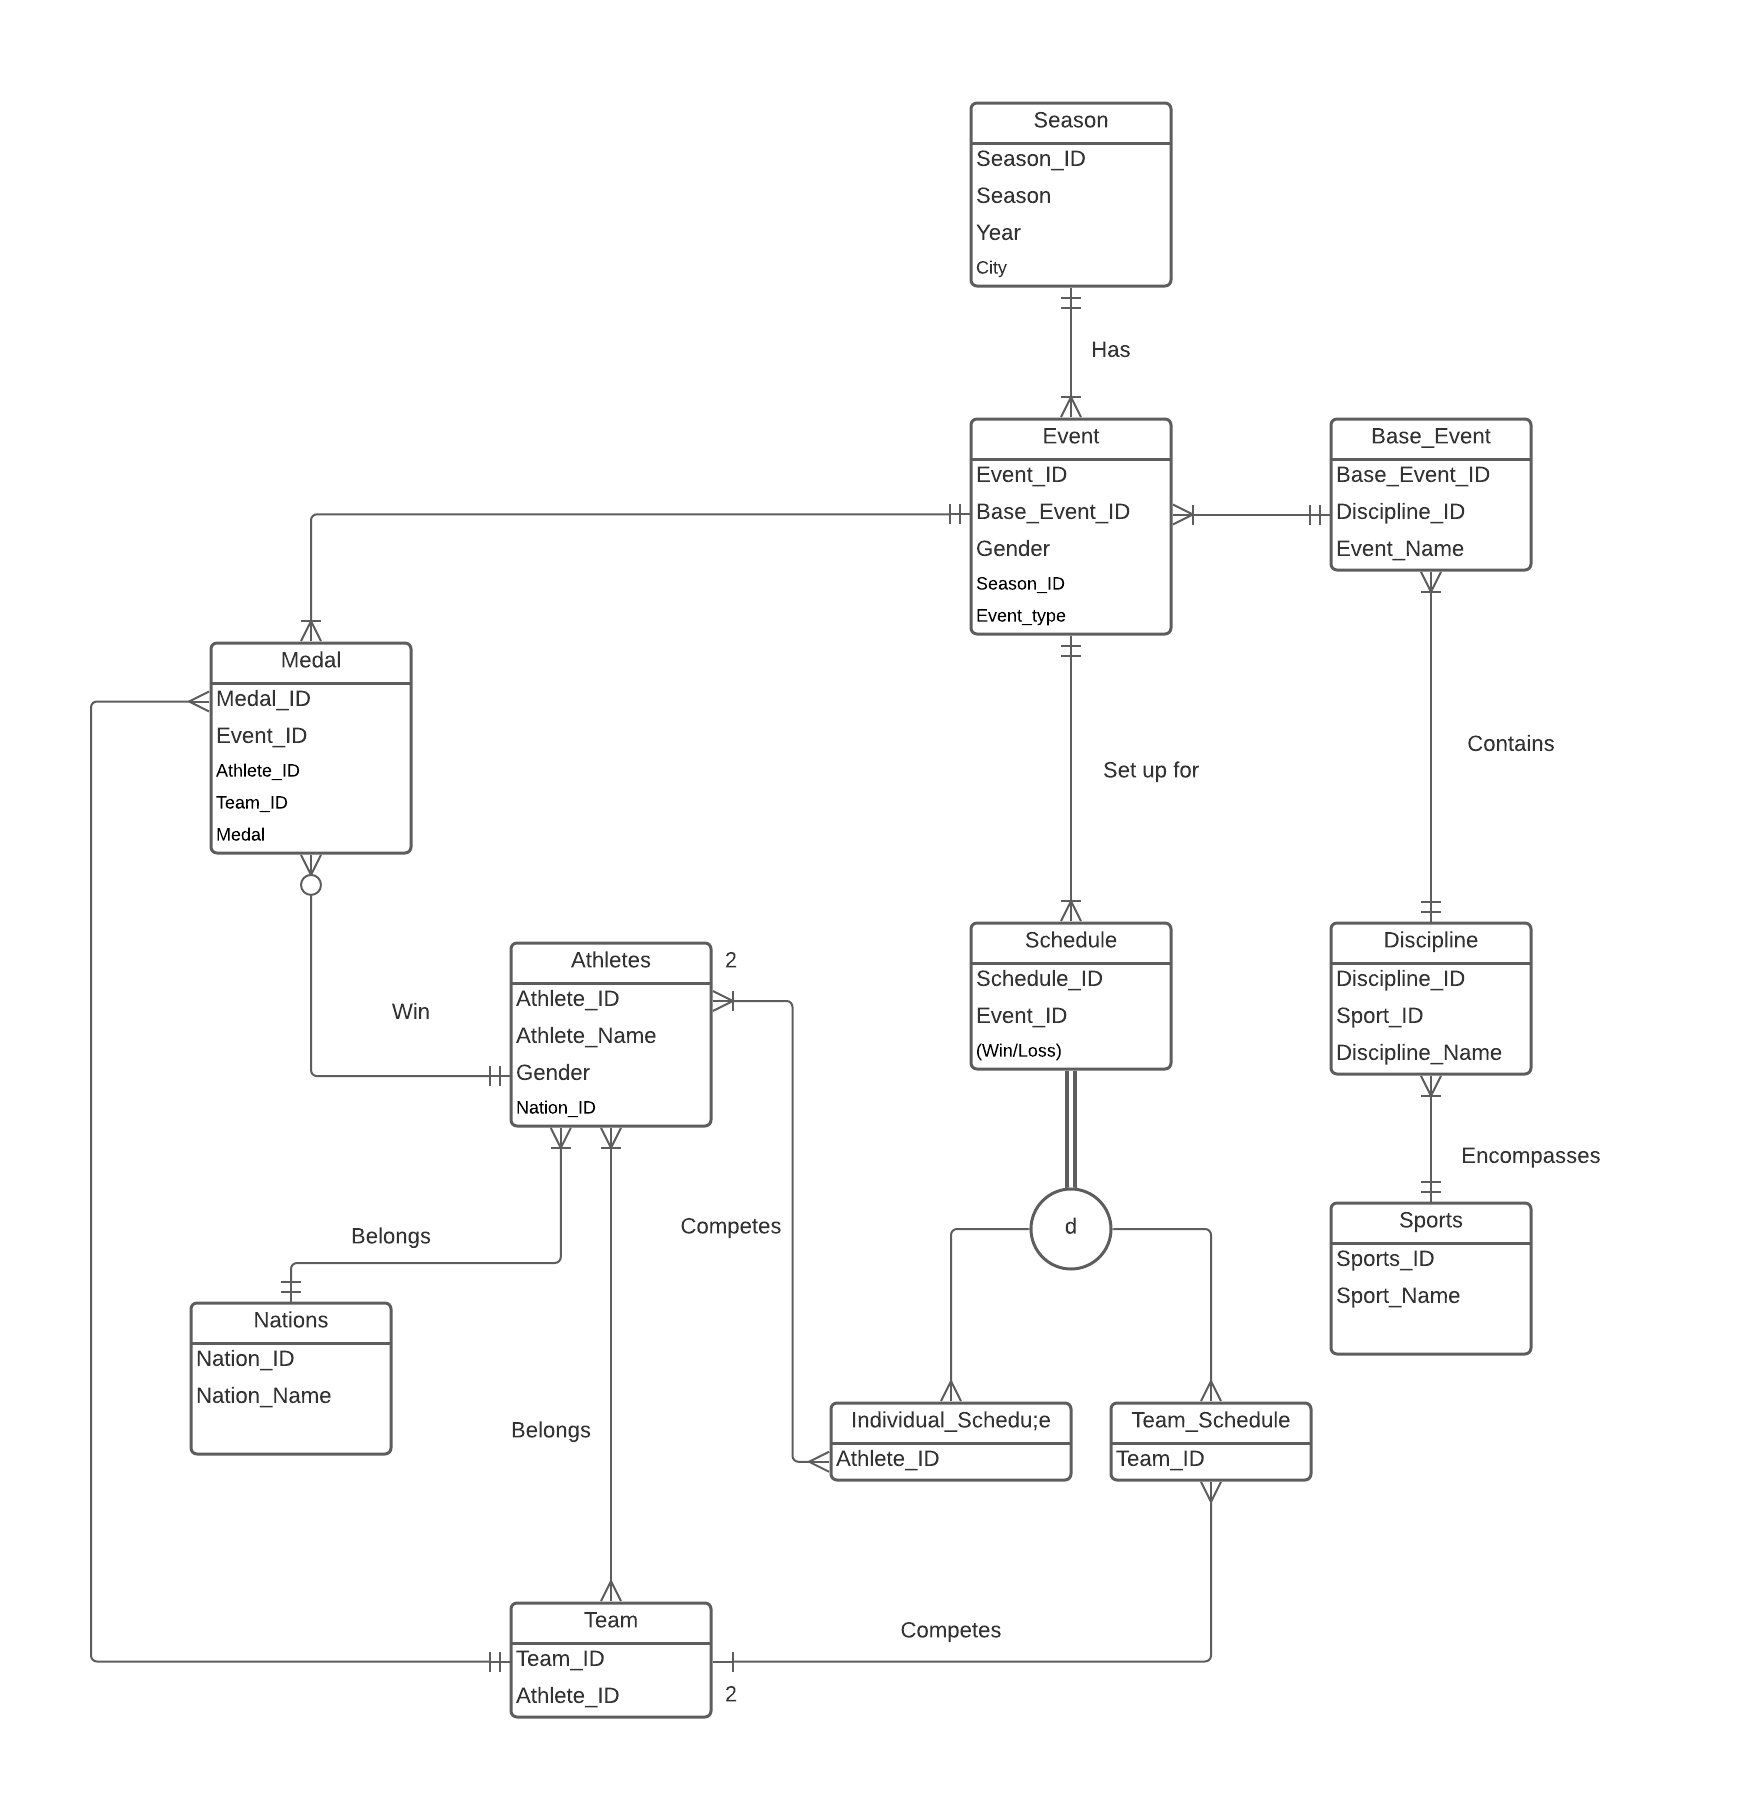 Season
Season_ID
Season
Year
City
Has
Event
Event_ID
Base_Event_ID
Gender
Season_ID
Event_type
Base_Event
Base_Event_ID
Discipline_ID
Event_Name
Medal
Medal_ID
Event_ID
Athlete_ID
Team_ID
Medal
Set up for
Contains
Win
Athletes
Athlete_ID
Athlete_Name
Gender
Nation_ID
2
Schedule
Schedule_ID
Event_ID
(Win/Loss)
Discipline
Discipline_ID
Sport_ID
Discipline_Name
Encompasses
Belongs
Competes
d
Sports
Sports_ID
Sport_Name
Nations
Nation_ID
Nation_Name
Belongs
Individual_Schedu;e
Athlete_ID
Team_Schedule
Team_ID
Team
Team_ID
Athlete_ID
Competes
2